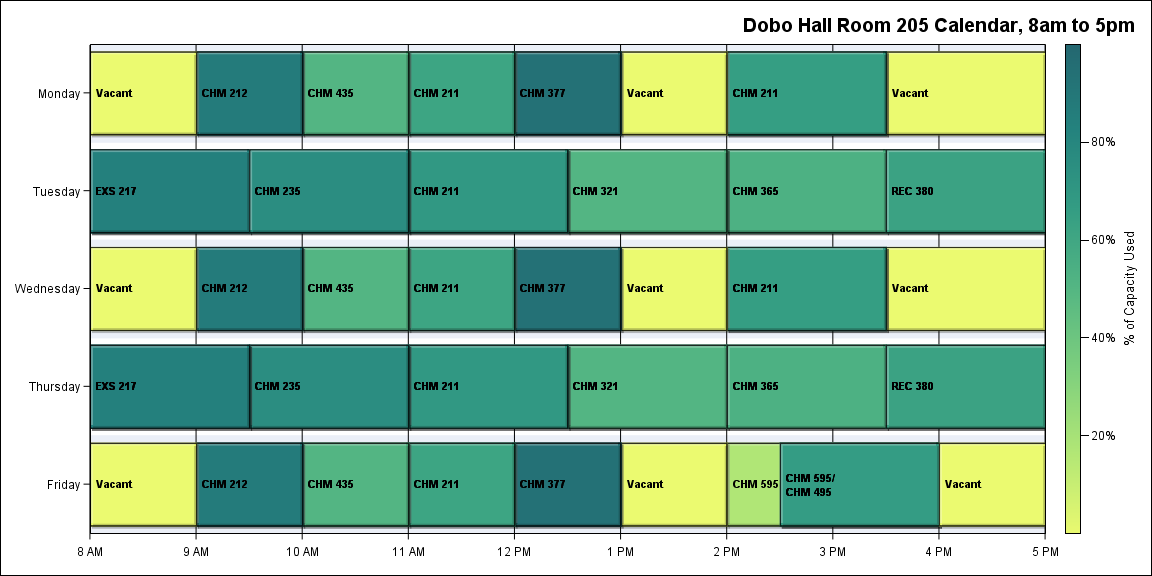 Dobo Hall Room 205 Calendar, 8am to 5pm
Monday
Vacant
CHM 212
CHM 435
CHM 211
CHM 377
Vacant
CHM 211
Vacant
Tuesday
EXS 217
CHM 235
CHM 211
CHM 321
CHM 365
REC 380
Wednesday
Vacant
CHM 212
CHM 435
CHM 211
CHM 377
Vacant
CHM 211
Vacant
Thursday
EXS 217
CHM 235
CHM 211
CHM 321
CHM 365
REC 380
Friday
Vacant
CHM 212
CHM 435
CHM 211
CHM 377
Vacant
CHM 595
CHM 595/
CHM 495
Vacant
8 AM
9 AM
10 AM
11 AM
12 PM
1 PM
2 PM
3 PM
4 PM
5 PM
80%
60%
40%
20%
% of Capacity Used